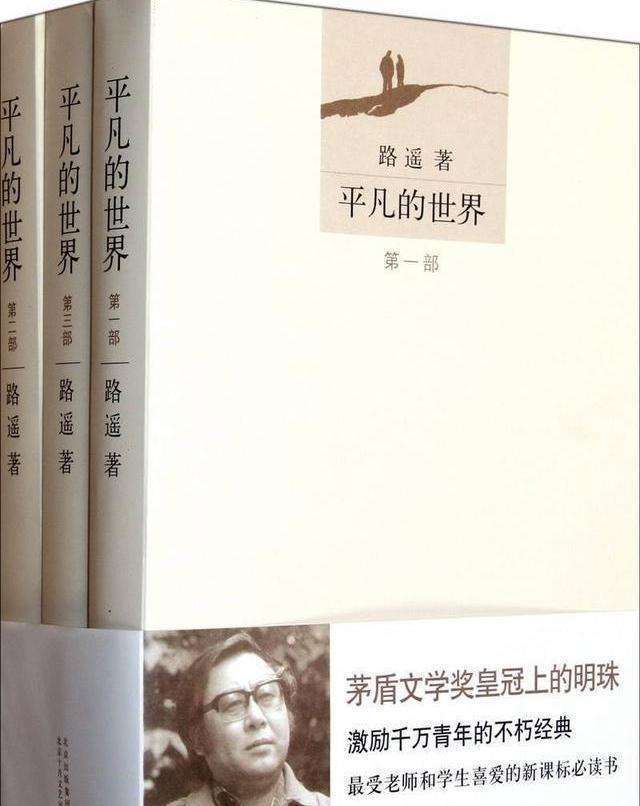 平凡的世界
第二部
路遥 著
平凡的世界
第三部
路遥 著
平凡的世界
第一部
路遥 著
路遥 著
平凡的世界
第一部
茅盾文学奖皇冠上的明珠
激励千万青年的不朽经典
最受老师和学生喜爱的新课标必读书